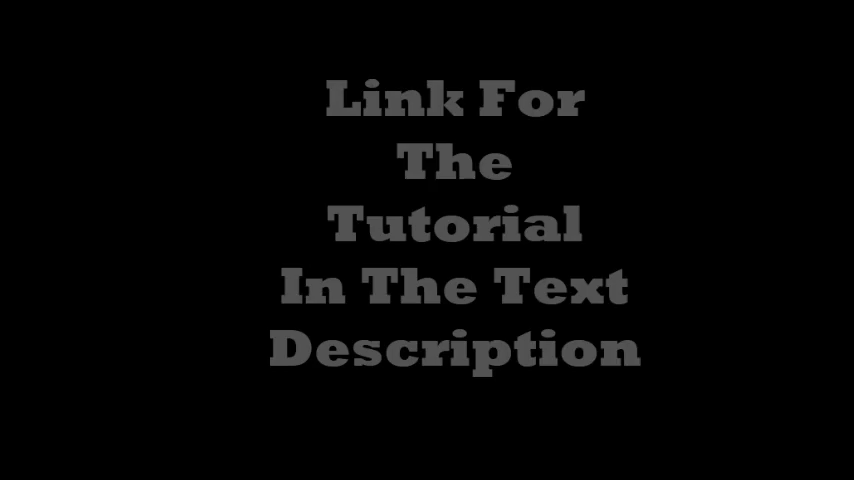 Link For
The
Tutorial
In The Text
Description